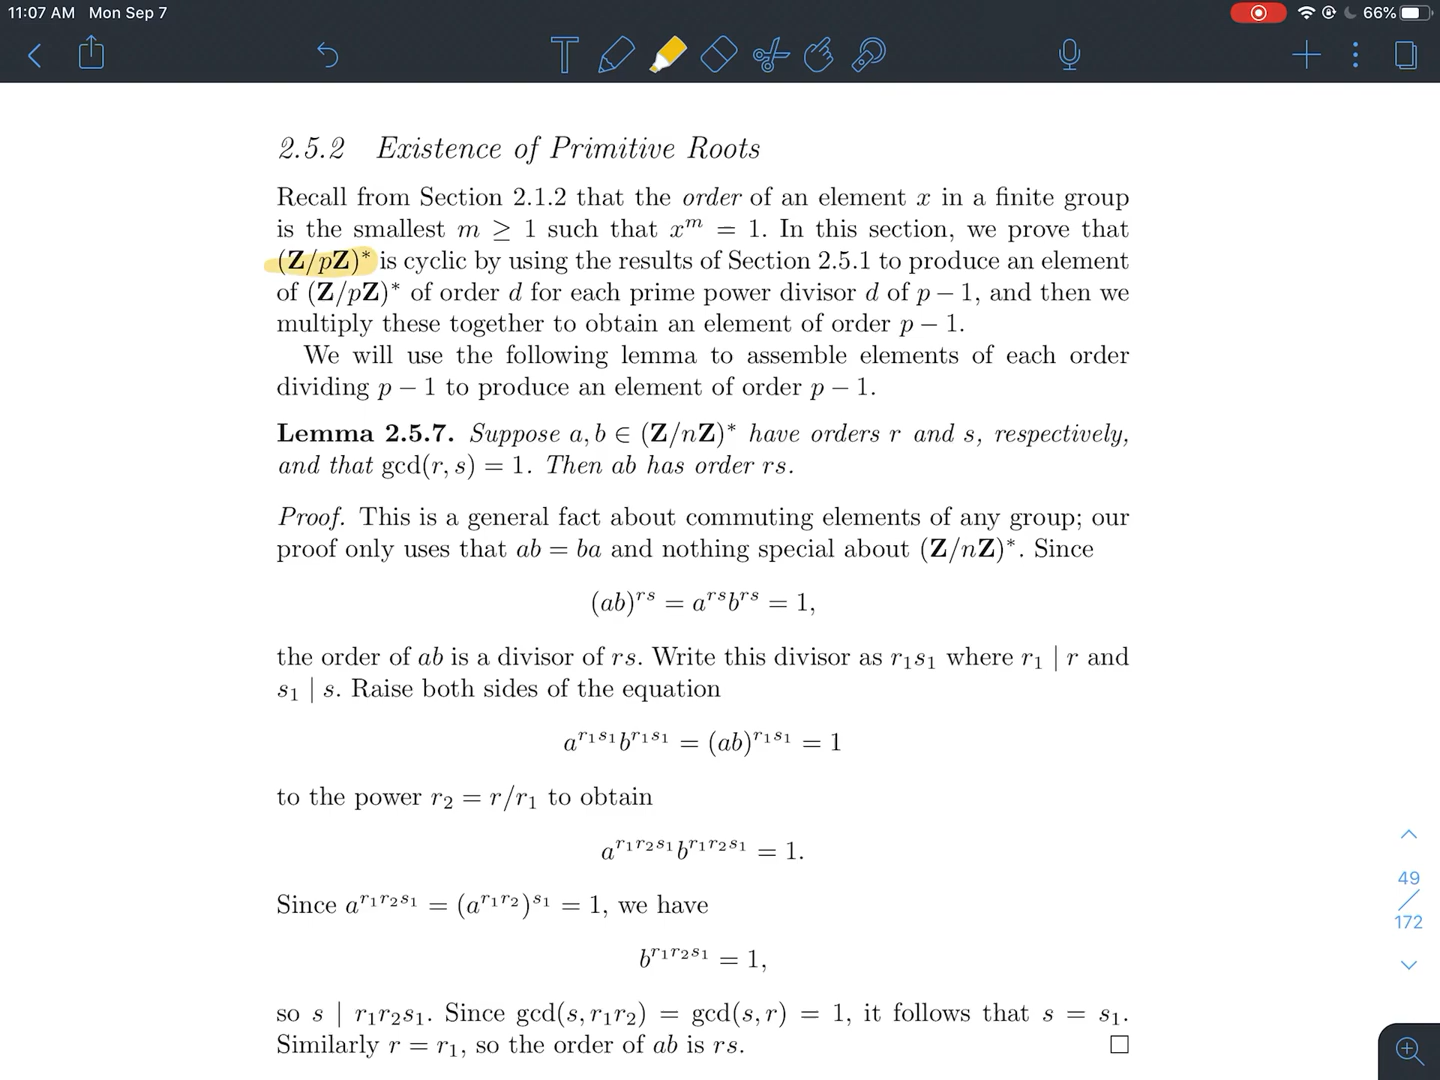 11:07 AM Mon Sep 7
66%
2.5.2 Existence of Primitive Roots
Recall from Section 2.1.2 that the order of an element x in a finite group
is the smallest m ≥ 1 such that xᵐ = 1. In this section, we prove that
(Z/pZ)* is cyclic by using the results of Section 2.5.1 to produce an element
of (Z/pZ)* of order d for each prime power divisor d of p − 1, and then we
multiply these together to obtain an element of order p − 1.
We will use the following lemma to assemble elements of each order
dividing p − 1 to produce an element of order p − 1.
Lemma 2.5.7. Suppose a, b ∈ (Z/nZ)* have orders r and s, respectively,
and that gcd(r, s) = 1. Then ab has order rs.
Proof. This is a general fact about commuting elements of any group; our
proof only uses that ab = ba and nothing special about (Z/nZ)*. Since
(ab)^{rs} = a^{rs}b^{rs} = 1,
the order of ab is a divisor of rs. Write this divisor as r₁s₁ where r₁ | r and
s₁ | s. Raise both sides of the equation
a^{r₁s₁}b^{r₁s₁} = (ab)^{r₁s₁} = 1
to the power r₂ = r/r₁ to obtain
a^{r₁r₂s₁}b^{r₁r₂s₁} = 1.
Since a^{r₁r₂s₁} = (a^{r₁r₂})^{s₁} = 1, we have
b^{r₁r₂s₁} = 1,
so s | r₁r₂s₁. Since gcd(s, r₁r₂) = gcd(s, r) = 1, it follows that s = s₁.
Similarly r = r₁, so the order of ab is rs. □
49
/
172